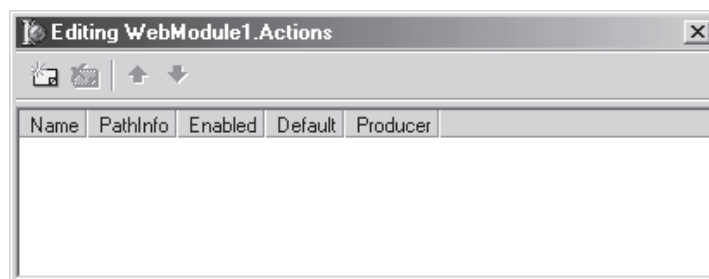 Editing WebModule1.Actions
Name PathInfo Enabled Default Producer